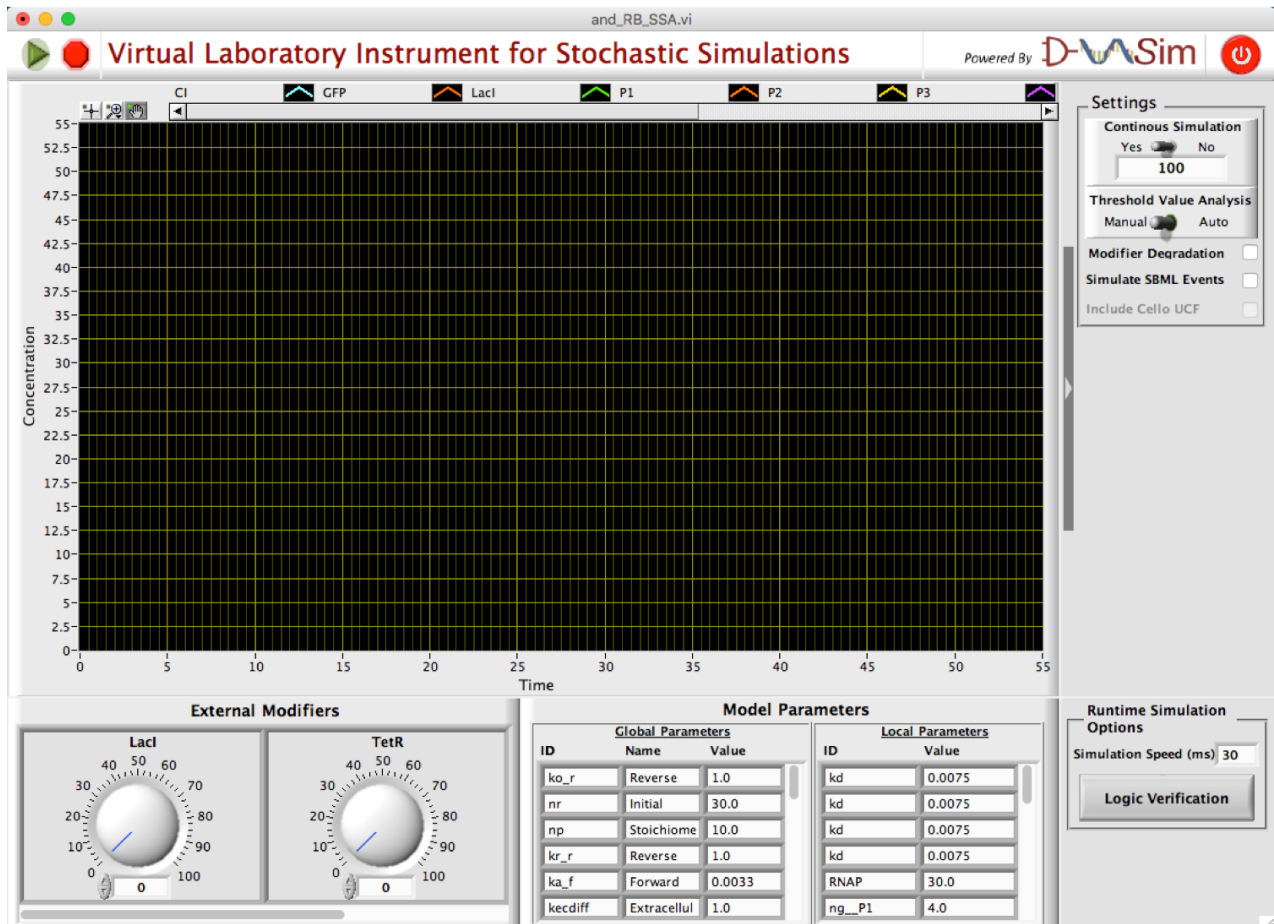 and_RB_SSA.vi
Virtual Laboratory Instrument for Stochastic Simulations
Powered By D-VASim
CI GFP LacI P1 P2 P3
55
52.5
50
47.5
45
42.5
40
37.5
35
32.5
30
27.5
25
22.5
20
17.5
15
12.5
10
7.5
5
2.5
0
Concentration
0 5 10 15 20 25 30 35 40 45 50 55
Time
Settings
Continous Simulation
Yes No
100
Threshold Value Analysis
Manual Auto
Modifier Degradation
Simulate SBML Events
Include Cello UCF
External Modifiers
LacI
0 10 20 30 40 50 60 70 80 90 100
0
TetR
0 10 20 30 40 50 60 70 80 90 100
0
Model Parameters
Global Parameters
ID Name Value
ko_r Reverse 1.0
nr Initial 30.0
np Stoichiome 10.0
kr_r Reverse 1.0
ka_f Forward 0.0033
kecdiff Extracellul 1.0
Local Parameters
ID Value
kd 0.0075
kd 0.0075
kd 0.0075
kd 0.0075
RNAP 30.0
ng__P1 4.0
Runtime Simulation
Options
Simulation Speed (ms) 30
Logic Verification